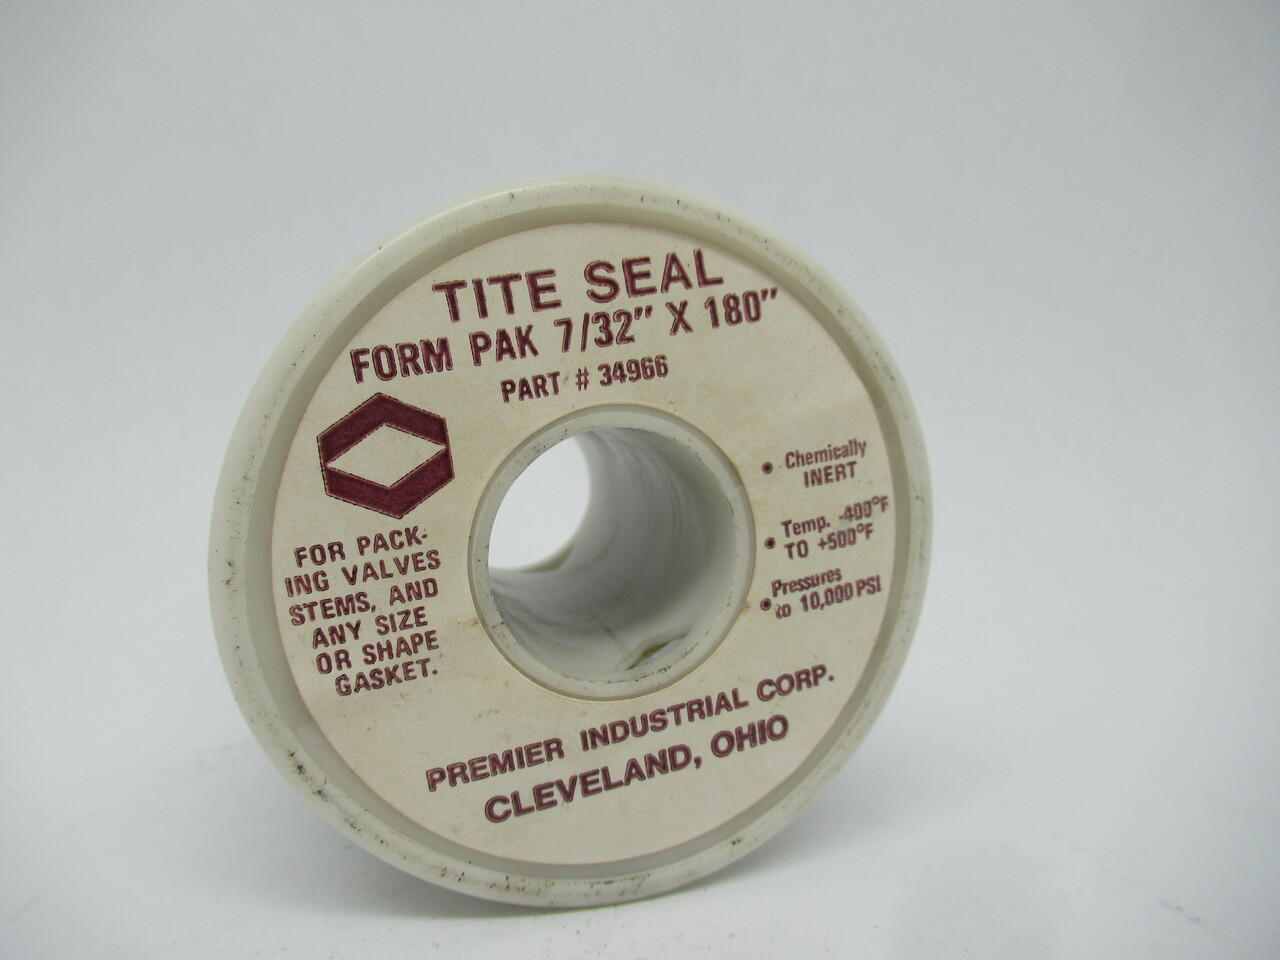 TITE SEAL
FORM PAK 7/32" X 180"
PART # 34966
FOR PACK-
ING VALVES
STEMS, AND
ANY SIZE
OR SHAPE
GASKET.
• Chemically
INERT
• Temp. -400°F
TO +500°F
• Pressures
to 10,000 PSI
PREMIER INDUSTRIAL CORP.
CLEVELAND, OHIO